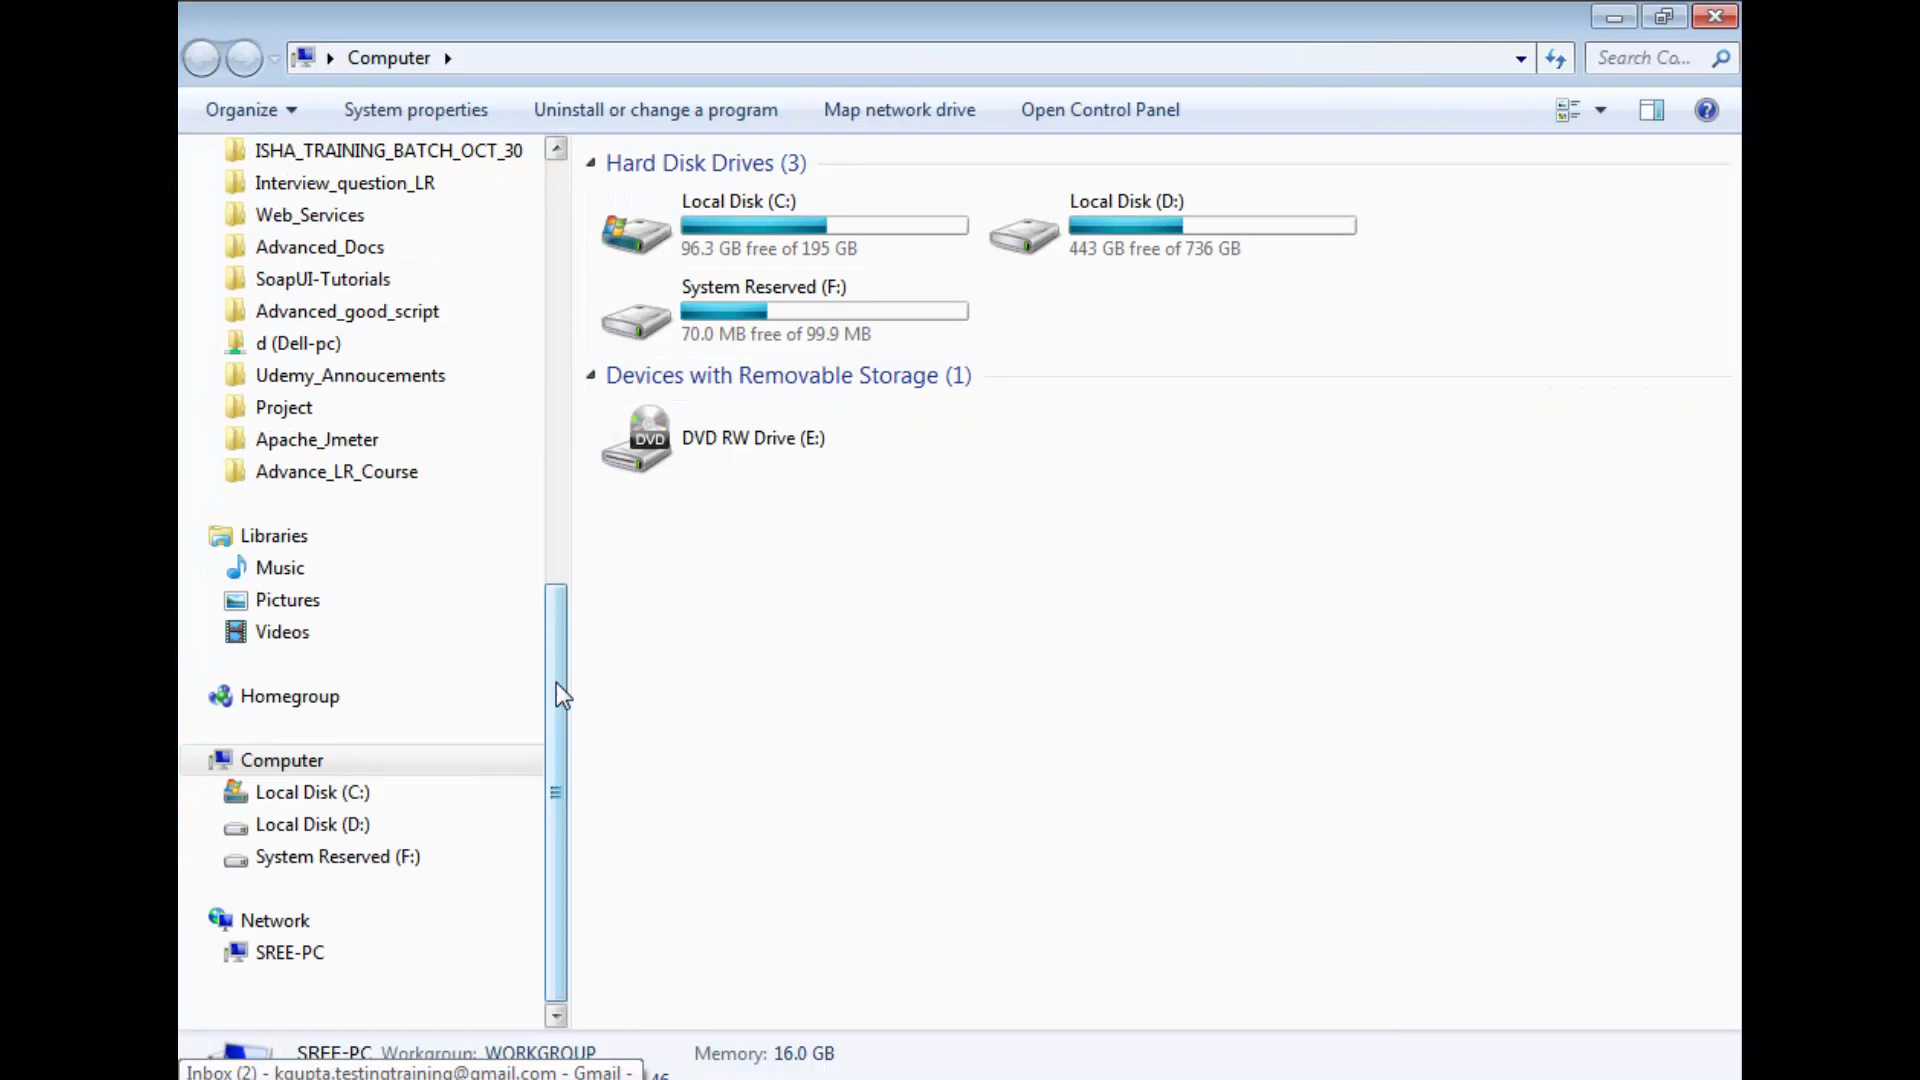 Computer
Search Co...
Organize
System properties
Uninstall or change a program
Map network drive
Open Control Panel
ISHA_TRAINING_BATCH_OCT_30
Interview_question_LR
Web_Services
Advanced_Docs
SoapUI-Tutorials
Advanced_good_script
d (Dell-pc)
Udemy_Annoucements
Project
Apache_Jmeter
Advance_LR_Course
Libraries
Music
Pictures
Videos
Homegroup
Computer
Local Disk (C:)
Local Disk (D:)
System Reserved (F:)
Network
SREE-PC
Hard Disk Drives (3)
Local Disk (C:)
96.3 GB free of 195 GB
Local Disk (D:)
443 GB free of 736 GB
System Reserved (F:)
70.0 MB free of 99.9 MB
Devices with Removable Storage (1)
DVD
DVD RW Drive (E:)
SREE-PC Workgroup: WORKGROUP Memory: 16.0 GB
Inbox (2) - kgupta.testingtraining@gmail.com - Gmail -